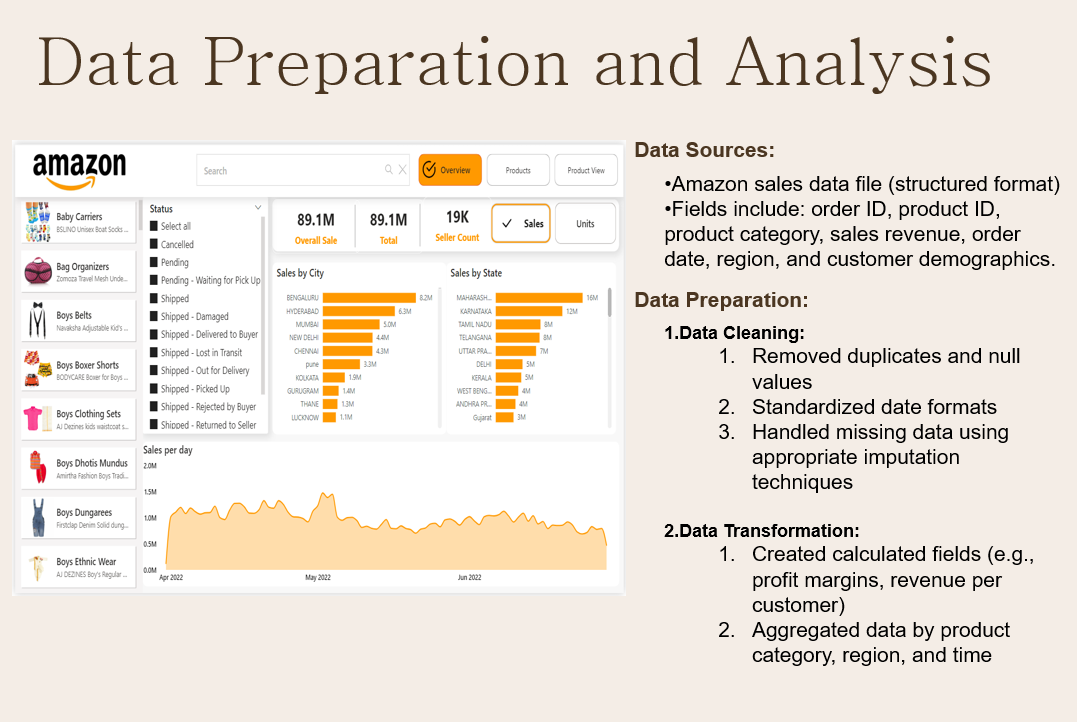 Data Preparation and Analysis
amazon
Search
Overview
Products
Product View
Baby Carriers
BSLINO Unisex Boat Socks ...
Bag Organizers
Zomoza Travel Mesh Unde...
Boys Belts
Navaksha Adjustable Kid's ...
Boys Boxer Shorts
BODYCARE Boxer for Boys ...
Boys Clothing Sets
AJ Dezines kids waistcoat s...
Boys Dhotis Mundus
Amirtha Fashion Boys Tradi...
Boys Dungarees
Firstclap Denim Solid dung...
Boys Ethnic Wear
AJ DEZINES Boy's Regular ...
Status
Select all
Cancelled
Pending
Pending - Waiting for Pick Up
Shipped
Shipped - Damaged
Shipped - Delivered to Buyer
Shipped - Lost in Transit
Shipped - Out for Delivery
Shipped - Picked Up
Shipped - Rejected by Buyer
Shipped - Returned to Seller
89.1M
Overall Sale
89.1M
Total
19K
Seller Count
Sales
Units
Sales by City
BENGALURU 8.2M
HYDERABAD 6.3M
MUMBAI 5.0M
NEW DELHI 4.4M
CHENNAI 4.3M
pune 3.3M
KOLKATA 1.9M
GURUGRAM 1.4M
THANE 1.3M
LUCKNOW 1.1M
Sales by State
MAHARASH... 16M
KARNATAKA 12M
TAMIL NADU 8M
TELANGANA 8M
UTTAR PRA... 7M
DELHI 5M
KERALA 5M
WEST BENG... 4M
ANDHRA PR... 4M
Gujarat 3M
Sales per day
2.0M
1.5M
1.0M
0.5M
0.0M
Apr 2022
May 2022
Jun 2022
Data Sources:
•Amazon sales data file (structured format)
•Fields include: order ID, product ID,
product category, sales revenue, order
date, region, and customer demographics.
Data Preparation:
1.Data Cleaning:
1. Removed duplicates and null
values
2. Standardized date formats
3. Handled missing data using
appropriate imputation
techniques
2.Data Transformation:
1. Created calculated fields (e.g.,
profit margins, revenue per
customer)
2. Aggregated data by product
category, region, and time